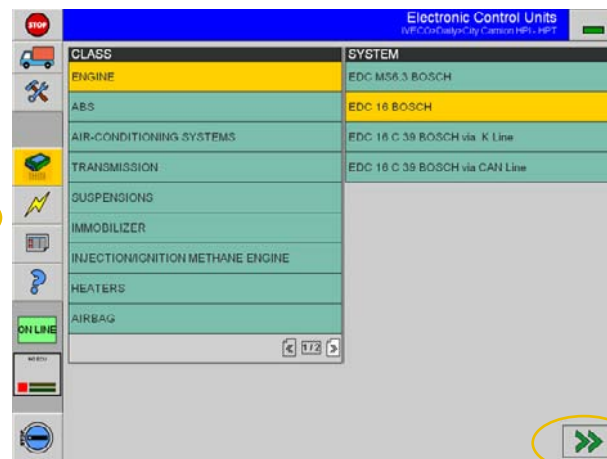 STOP
Electronic Control Units
IVECO>Daily>City Camion HPI - HPT
CLASS
ENGINE
ABS
AIR-CONDITIONING SYSTEMS
TRANSMISSION
SUSPENSIONS
IMMOBILIZER
INJECTION/IGNITION METHANE ENGINE
HEATERS
AIRBAG
1/2
SYSTEM
EDC MS6.3 BOSCH
EDC 16 BOSCH
EDC 16 C 39 BOSCH via K Line
EDC 16 C 39 BOSCH via CAN Line
ON LINE